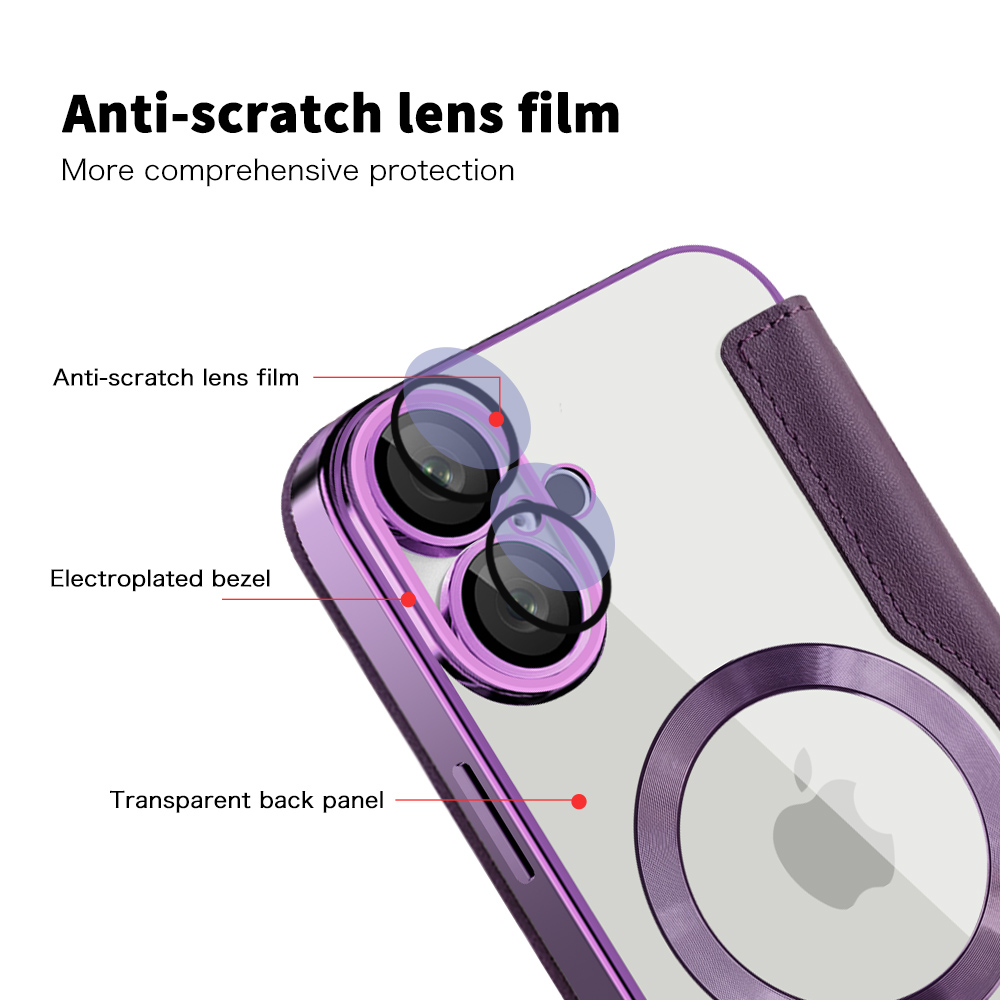 Anti-scratch lens film
More comprehensive protection
Anti-scratch lens film
Electroplated bezel
Transparent back panel